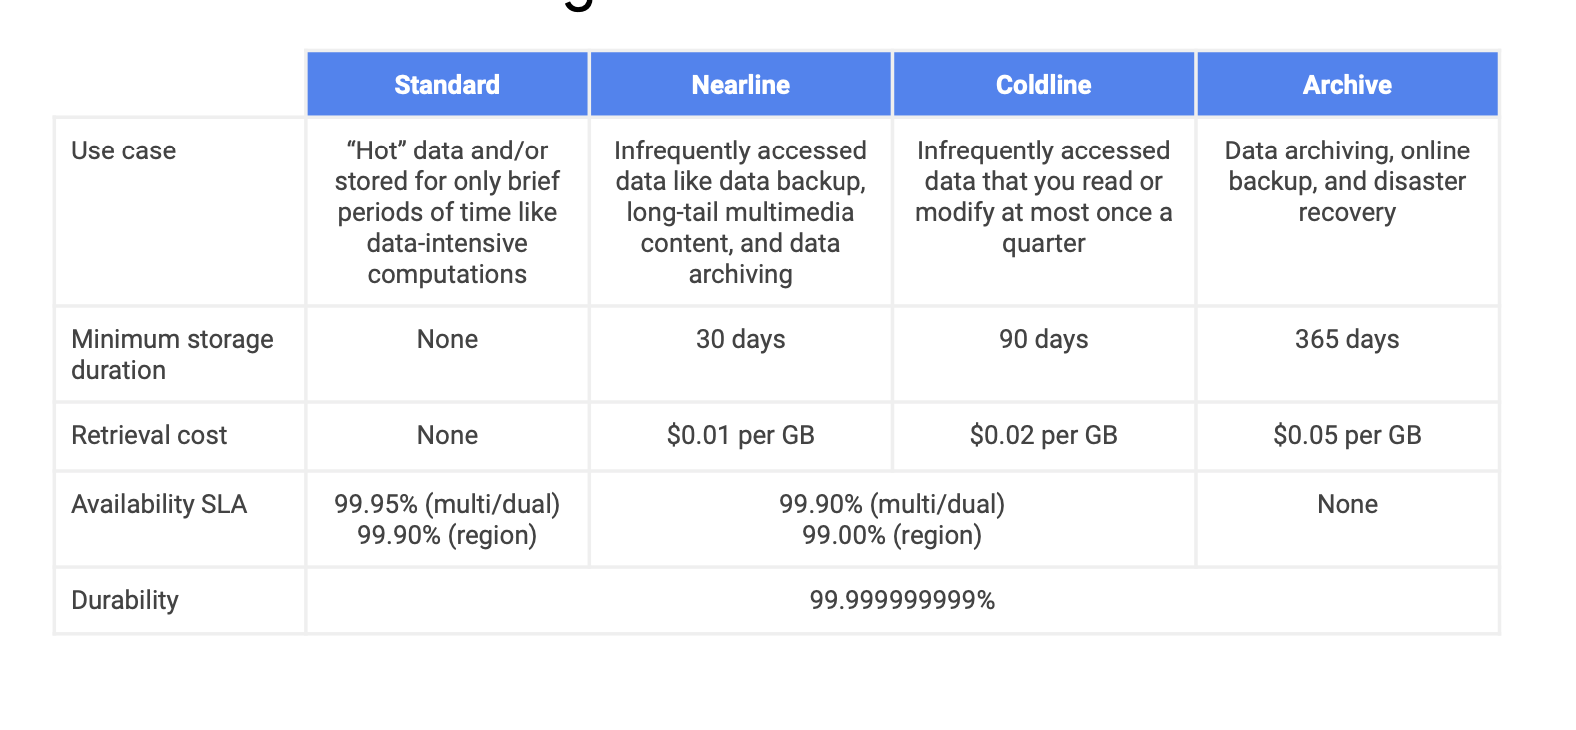 Standard
Nearline
Coldline
Archive
Use case
“Hot” data and/or
stored for only brief
periods of time like
data-intensive
computations
Infrequently accessed
data like data backup,
long-tail multimedia
content, and data
archiving
Infrequently accessed
data that you read or
modify at most once a
quarter
Data archiving, online
backup, and disaster
recovery
Minimum storage
duration
None
30 days
90 days
365 days
Retrieval cost
None
$0.01 per GB
$0.02 per GB
$0.05 per GB
Availability SLA
99.95% (multi/dual)
99.90% (region)
99.90% (multi/dual)
99.00% (region)
None
Durability
99.999999999%